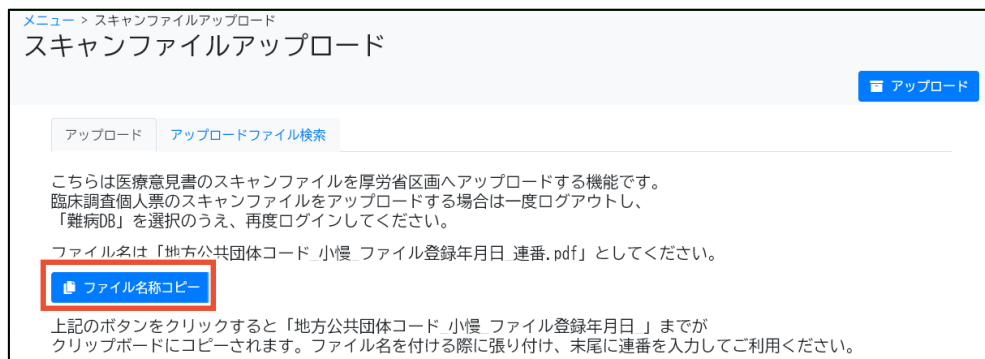 メニュー > スキャンファイルアップロード
スキャンファイルアップロード
アップロード
アップロード アップロードファイル検索
こちらは医療意見書のスキャンファイルを厚労省区画へアップロードする機能です。
臨床調査個人票のスキャンファイルをアップロードする場合は一度ログアウトし、
「難病DB」を選択のうえ、再度ログインしてください。
ファイル名は「地方公共団体コード_小慢_ファイル登録年月日_連番.pdf」としてください。
ファイル名称コピー
上記のボタンをクリックすると「地方公共団体コード_小慢_ファイル登録年月日_」までが
クリップボードにコピーされます。ファイル名を付ける際に張り付け、末尾に連番を入力してご利用ください。